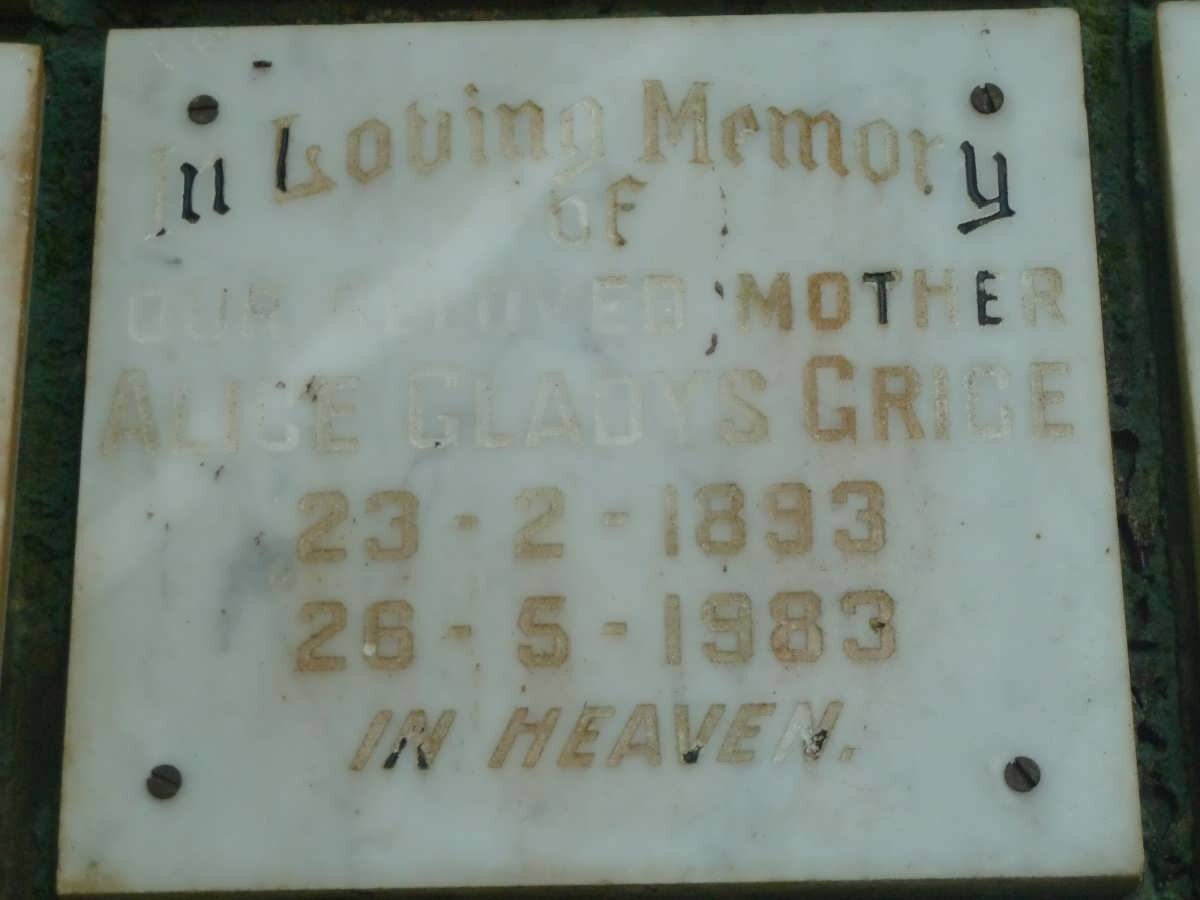 In Loving Memory
of
OUR BELOVED MOTHER
ALICE GLADYS GRICE
23 - 2 - 1893
26 - 5 - 1983
IN HEAVEN.